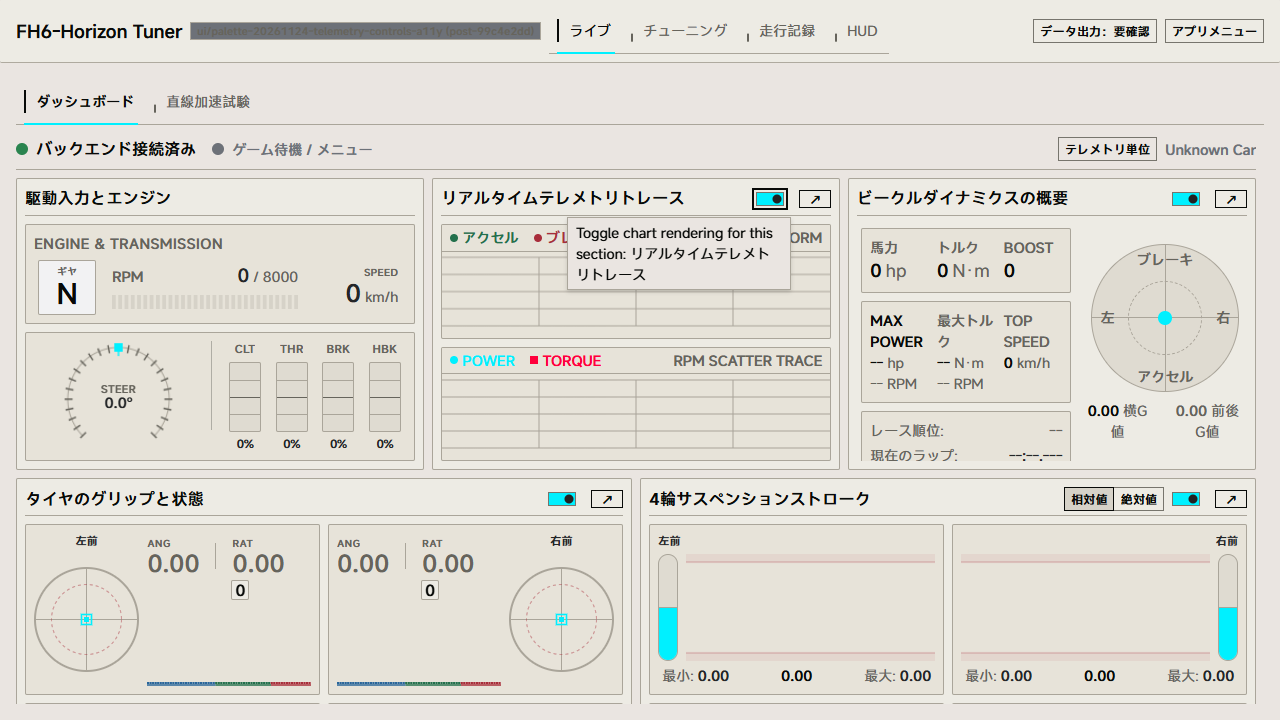 FH6-Horizon Tuner
ライブ
チューニング
走行記録
HUD
データ出力: 要確認
アプリメニュー
ダッシュボード
直線加速試験
バックエンド接続済み
ゲーム待機 / メニュー
テレメトリ単位
Unknown Car
駆動入力とエンジン
ENGINE & TRANSMISSION
ギヤ
N
RPM
0 / 8000
SPEED
0 km/h
STEER
0.0°
CLT
THR
BRK
HBK
0%
0%
0%
0%
リアルタイムテレメトリトレース
↗
アクセル
Toggle chart rendering for this
section: リアルタイムテレメト
リトレース
POWER
TORQUE
RPM SCATTER TRACE
ビークルダイナミクスの概要
↗
馬力
トルク
BOOST
0 hp
0 N·m
0
MAX
POWER
最大トル
ク
TOP
SPEED
-- hp
-- N·m
0 km/h
-- RPM
-- RPM
レース順位:
--
現在のラップ:
--:--.---
ブレーキ
左
右
アクセル
0.00 横G
値
0.00 前後
G値
タイヤのグリップと状態
↗
左前
ANG
0.00
RAT
0.00
0
ANG
0.00
RAT
0.00
0
右前
4輪サスペンションストローク
相対値
絶対値
↗
左前
最小: 0.00
0.00
最大: 0.00
右前
最小: 0.00
0.00
最大: 0.00